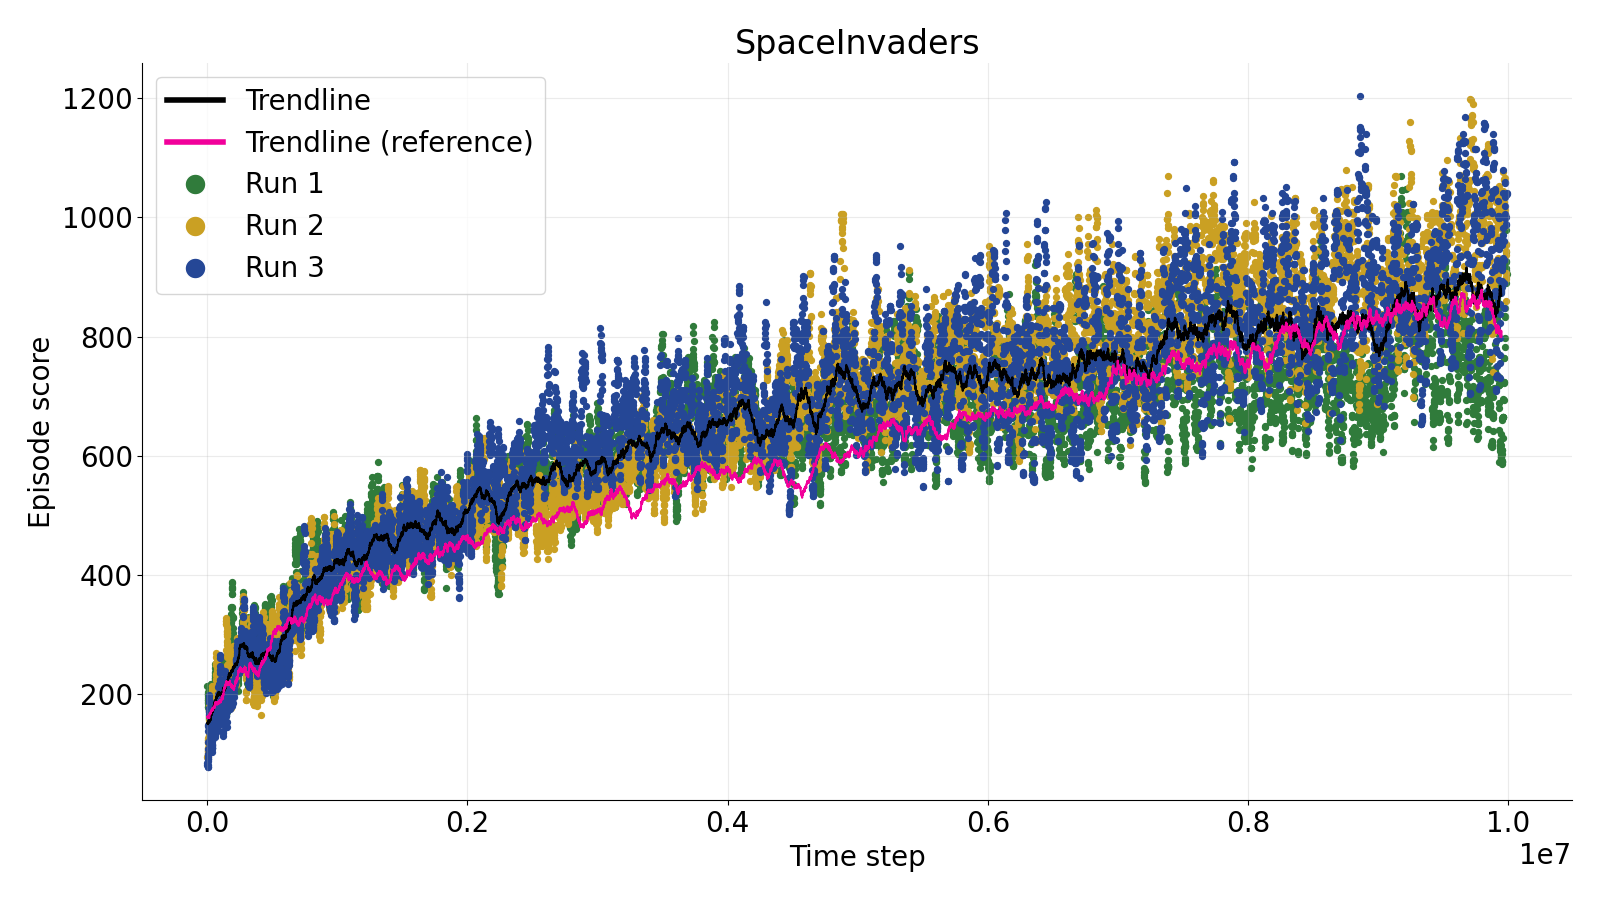 SpaceInvaders
Trendline
Trendline (reference)
Run 1
Run 2
Run 3
Episode score
1200
1000
800
600
400
200
0.0
0.2
0.4
0.6
0.8
1.0
Time step
1e7